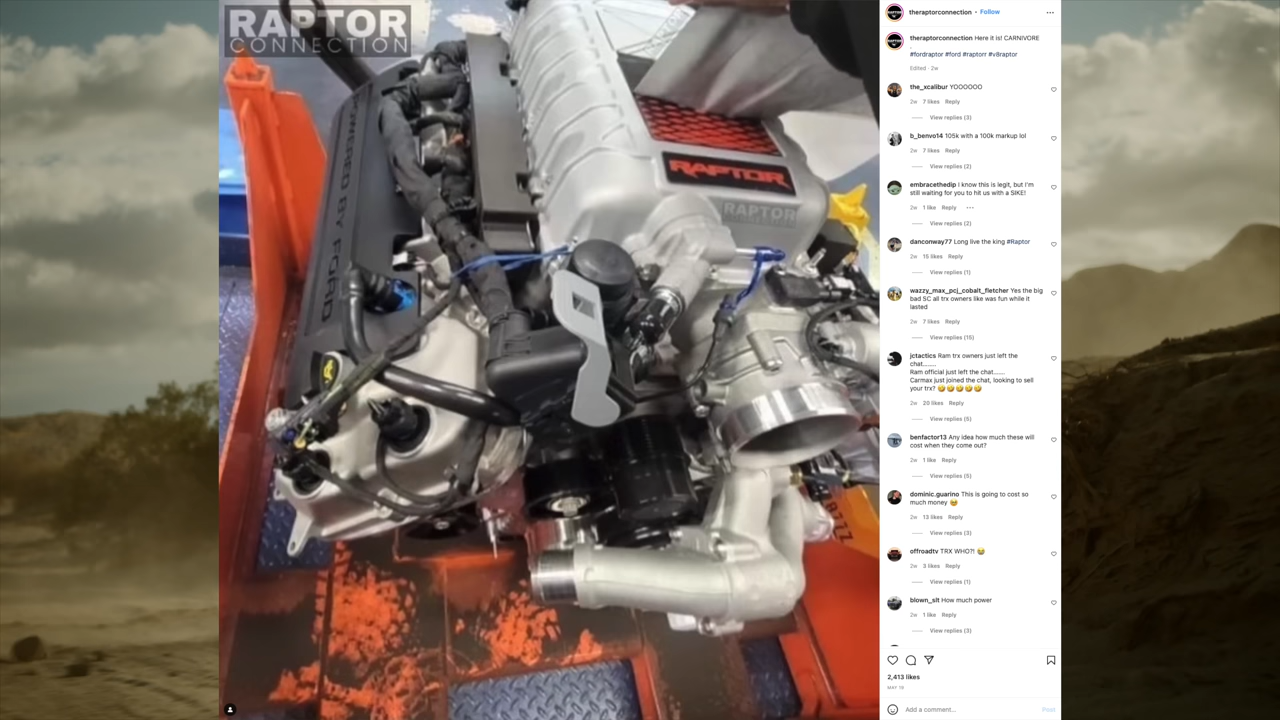 RAPTOR
CONNECTION
POWERED BY FORD
RAPTOR
RAPTOR
CONNECTION
theraptorconnection • Follow
theraptorconnection Here it is! CARNIVORE
.
#fordraptor #ford #raptorr #v8raptor
Edited · 2w
the_xcalibur YOOOOOO
2w 7 likes Reply
View replies (3)
b_benvo14 105k with a 100k markup lol
2w 7 likes Reply
View replies (2)
embracethedip I know this is legit, but I'm
still waiting for you to hit us with a SIKE!
2w 1 like Reply
View replies (2)
danconway77 Long live the king #Raptor
2w 15 likes Reply
View replies (1)
wazzy_max_pcj_cobalt_fletcher Yes the big
bad SC all trx owners like was fun while it
lasted
2w 7 likes Reply
View replies (15)
jctactics Ram trx owners just left the
chat........
Ram official just left the chat......
Carmax just joined the chat, looking to sell
your trx? 🤣🤣🤣🤣🤣
2w 20 likes Reply
View replies (5)
benfactor13 Any idea how much these will
cost when they come out?
2w 1 like Reply
View replies (5)
dominic.guarino This is going to cost so
much money 🥹
2w 13 likes Reply
View replies (3)
offroadtv TRX WHO?! 😂
2w 3 likes Reply
View replies (1)
blown_slt How much power
2w 1 like Reply
View replies (3)
2,413 likes
MAY 19
Add a comment...
Post